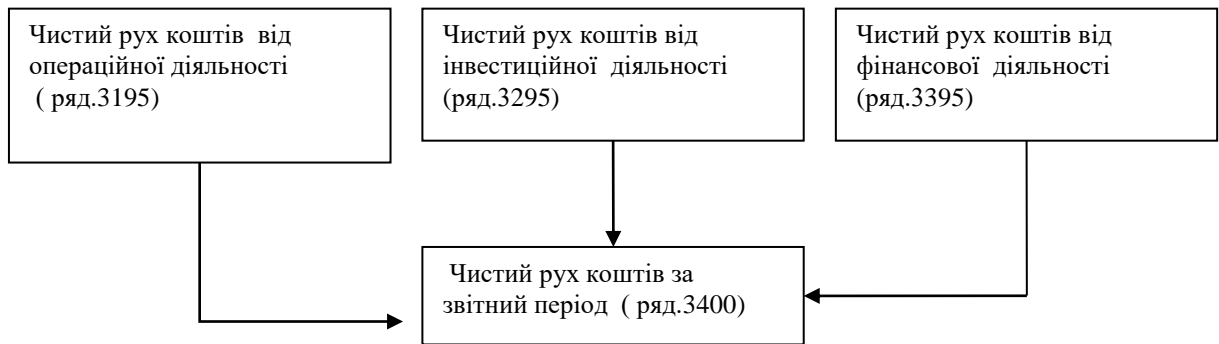 Чистий рух коштів від
операційної діяльності
( ряд.3195)
Чистий рух коштів від
інвестиційної діяльності
(ряд.3295)
Чистий рух коштів від
фінансової діяльності
(ряд.3395)
Чистий рух коштів за
звітний період ( ряд.3400)